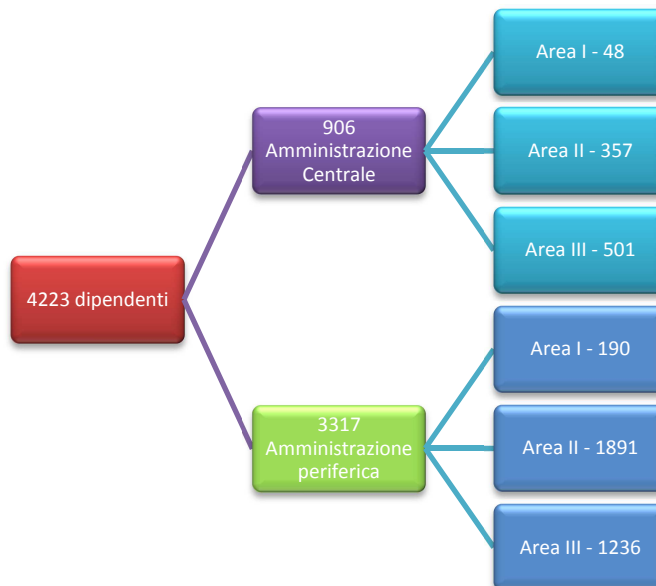 4223 dipendenti
906
Amministrazione
Centrale
Area I - 48
Area II - 357
Area III - 501
3317
Amministrazione
periferica
Area I - 190
Area II - 1891
Area III - 1236